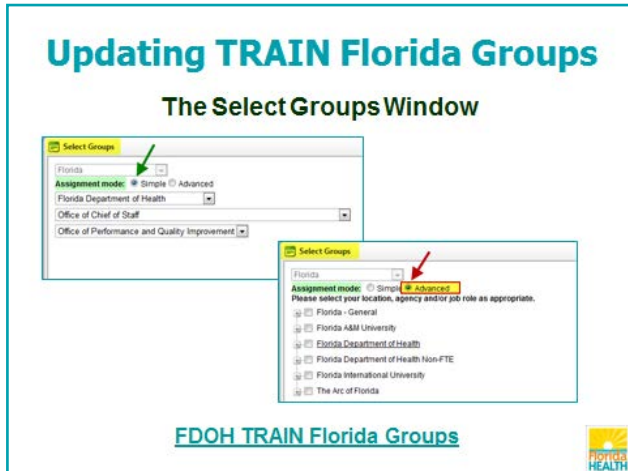 Updating TRAIN Florida Groups
The Select Groups Window
Select Groups
Florida
Assignment mode: Simple Advanced
Florida Department of Health
Office of Chief of Staff
Office of Performance and Quality Improvement
Select Groups
Florida
Assignment mode: Simple Advanced
Please select your location, agency and/or job role as appropriate.
Florida - General
Florida A&M University
Florida Department of Health
Florida Department of Health Non-FTE
Florida International University
The Arc of Florida
FDOH TRAIN Florida Groups
Florida
HEALTH